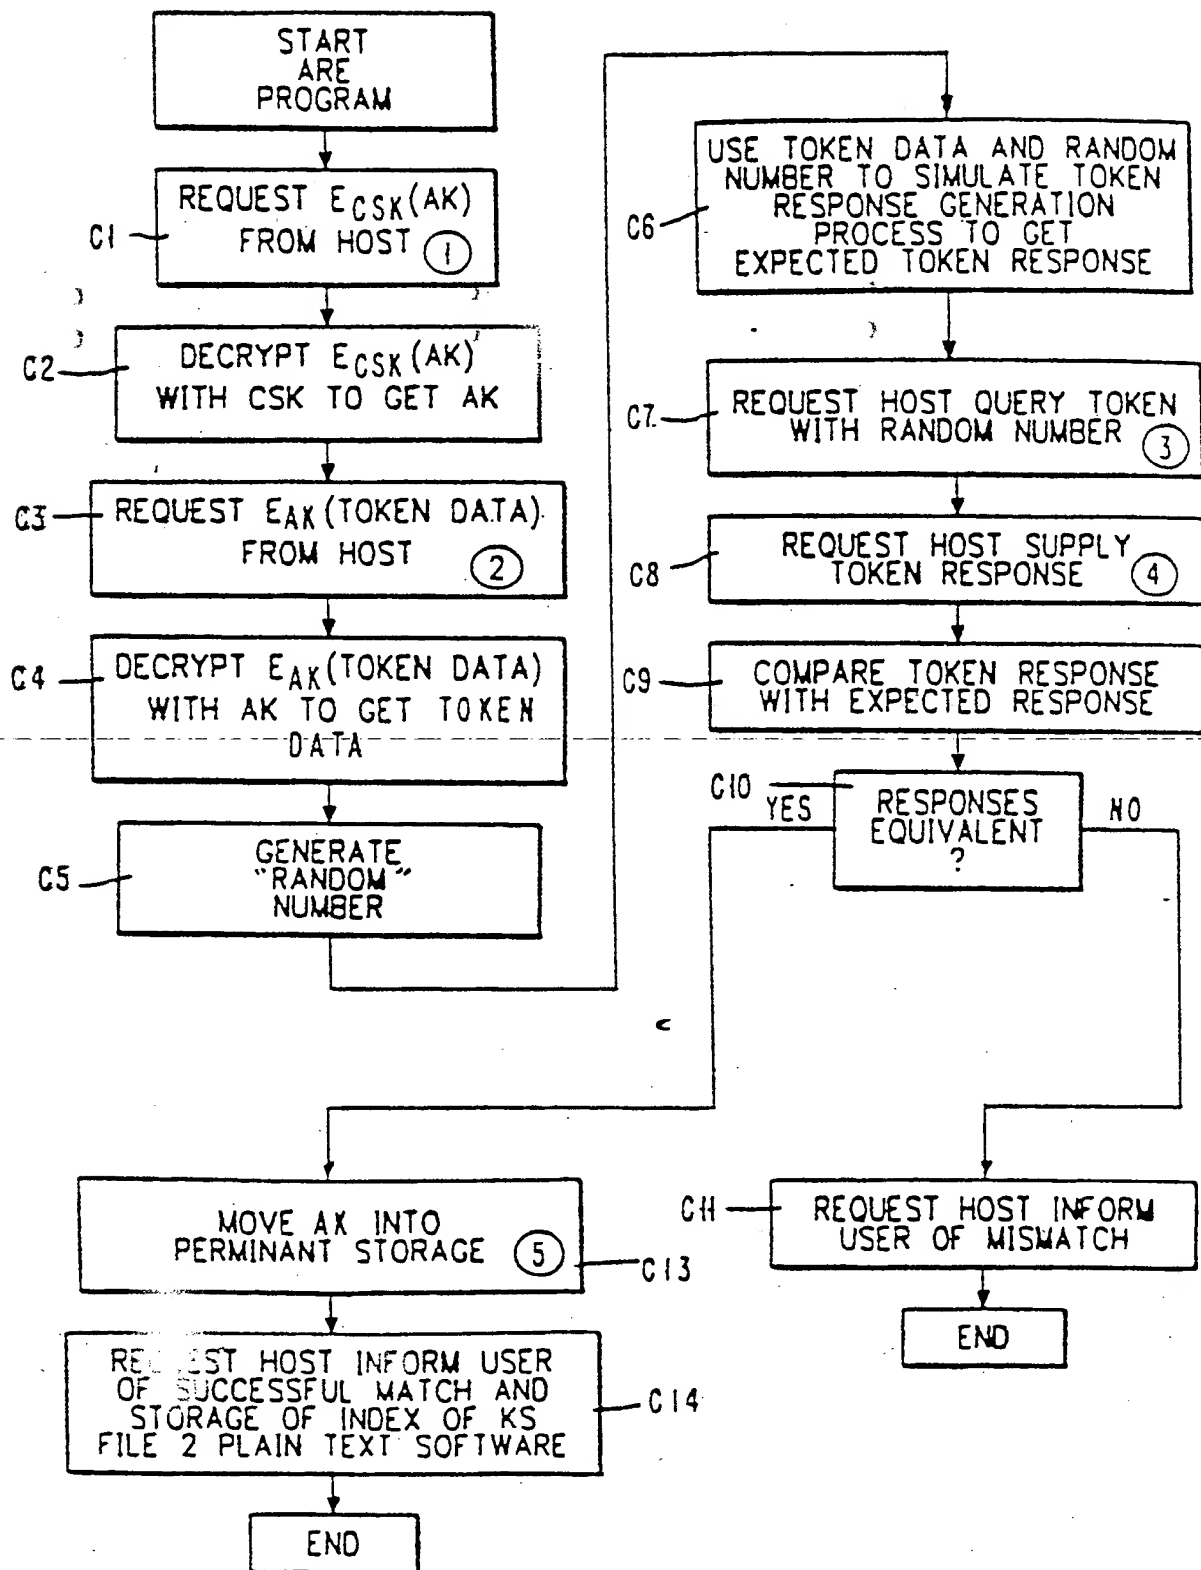 START
ARE
PROGRAM
C1
REQUEST ECSK(AK)
FROM HOST 1
C2
DECRYPT ECSK(AK)
WITH CSK TO GET AK
C3
REQUEST EAK(TOKEN DATA)
FROM HOST 2
C4
DECRYPT EAK(TOKEN DATA)
WITH AK TO GET TOKEN
DATA
C5
GENERATE
"RANDOM"
NUMBER
C6
USE TOKEN DATA AND RANDOM
NUMBER TO SIMULATE TOKEN
RESPONSE GENERATION
PROCESS TO GET
EXPECTED TOKEN RESPONSE
C7
REQUEST HOST QUERY TOKEN
WITH RANDOM NUMBER 3
C8
REQUEST HOST SUPPLY
TOKEN RESPONSE 4
C9
COMPARE TOKEN RESPONSE
WITH EXPECTED RESPONSE
C10
RESPONSES
EQUIVALENT
?
YES
NO
MOVE AK INTO
PERMINANT STORAGE 5
C13
HOST INFORM USER
OF SUCCESSFUL MATCH AND
STORAGE OF INDEX OF KS
FILE 2 PLAIN TEXT SOFTWARE
C14
END
C11
REQUEST HOST INFORM
USER OF MISMATCH
END